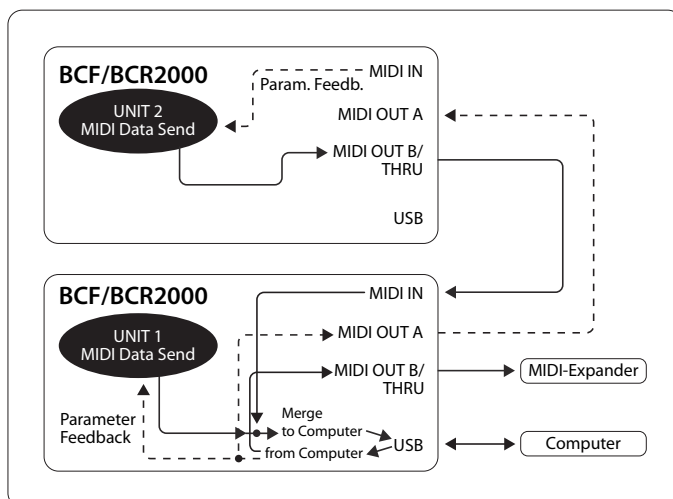 BCF/BCR2000
MIDI IN
Param. Feedb.
UNIT 2
MIDI Data Send
MIDI OUT A
MIDI OUT B/
THRU
USB
BCF/BCR2000
MIDI IN
UNIT 1
MIDI Data Send
MIDI OUT A
MIDI OUT B/
THRU
MIDI-Expander
Parameter
Feedback
Merge
to Computer
from Computer
USB
Computer